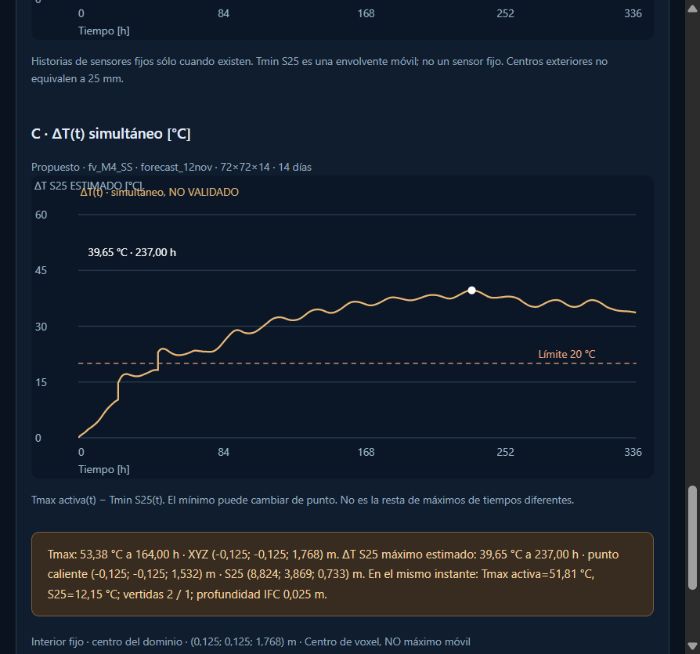 0
0 84 168 252 336
Tiempo [h]
Historias de sensores fijos sólo cuando existen. Tmin S25 es una envolvente móvil; no un sensor fijo. Centros exteriores no
equivalen a 25 mm.
C · ΔT(t) simultáneo [°C]
Propuesto · fv_M4_SS · forecast_12nov · 72×72×14 · 14 días
ΔT S25 ESTIMADO [°C]
ΔT(t) · simultáneo, NO VALIDADO
60
39,65 °C · 237,00 h
45
30
Límite 20 °C
15
0
0 84 168 252 336
Tiempo [h]
Tmax activa(t) − Tmin S25(t). El mínimo puede cambiar de punto. No es la resta de máximos de tiempos diferentes.
Tmax: 53,38 °C a 164,00 h · XYZ (-0,125; -0,125; 1,768) m. ΔT S25 máximo estimado: 39,65 °C a 237,00 h · punto
caliente (-0,125; -0,125; 1,532) m · S25 (8,824; 3,869; 0,733) m. En el mismo instante: Tmax activa=51,81 °C,
S25=12,15 °C; vertidas 2 / 1; profundidad IFC 0,025 m.
Interior fijo · centro del dominio · (0,125; 0,125; 1,768) m · Centro de voxel, NO máximo móvil